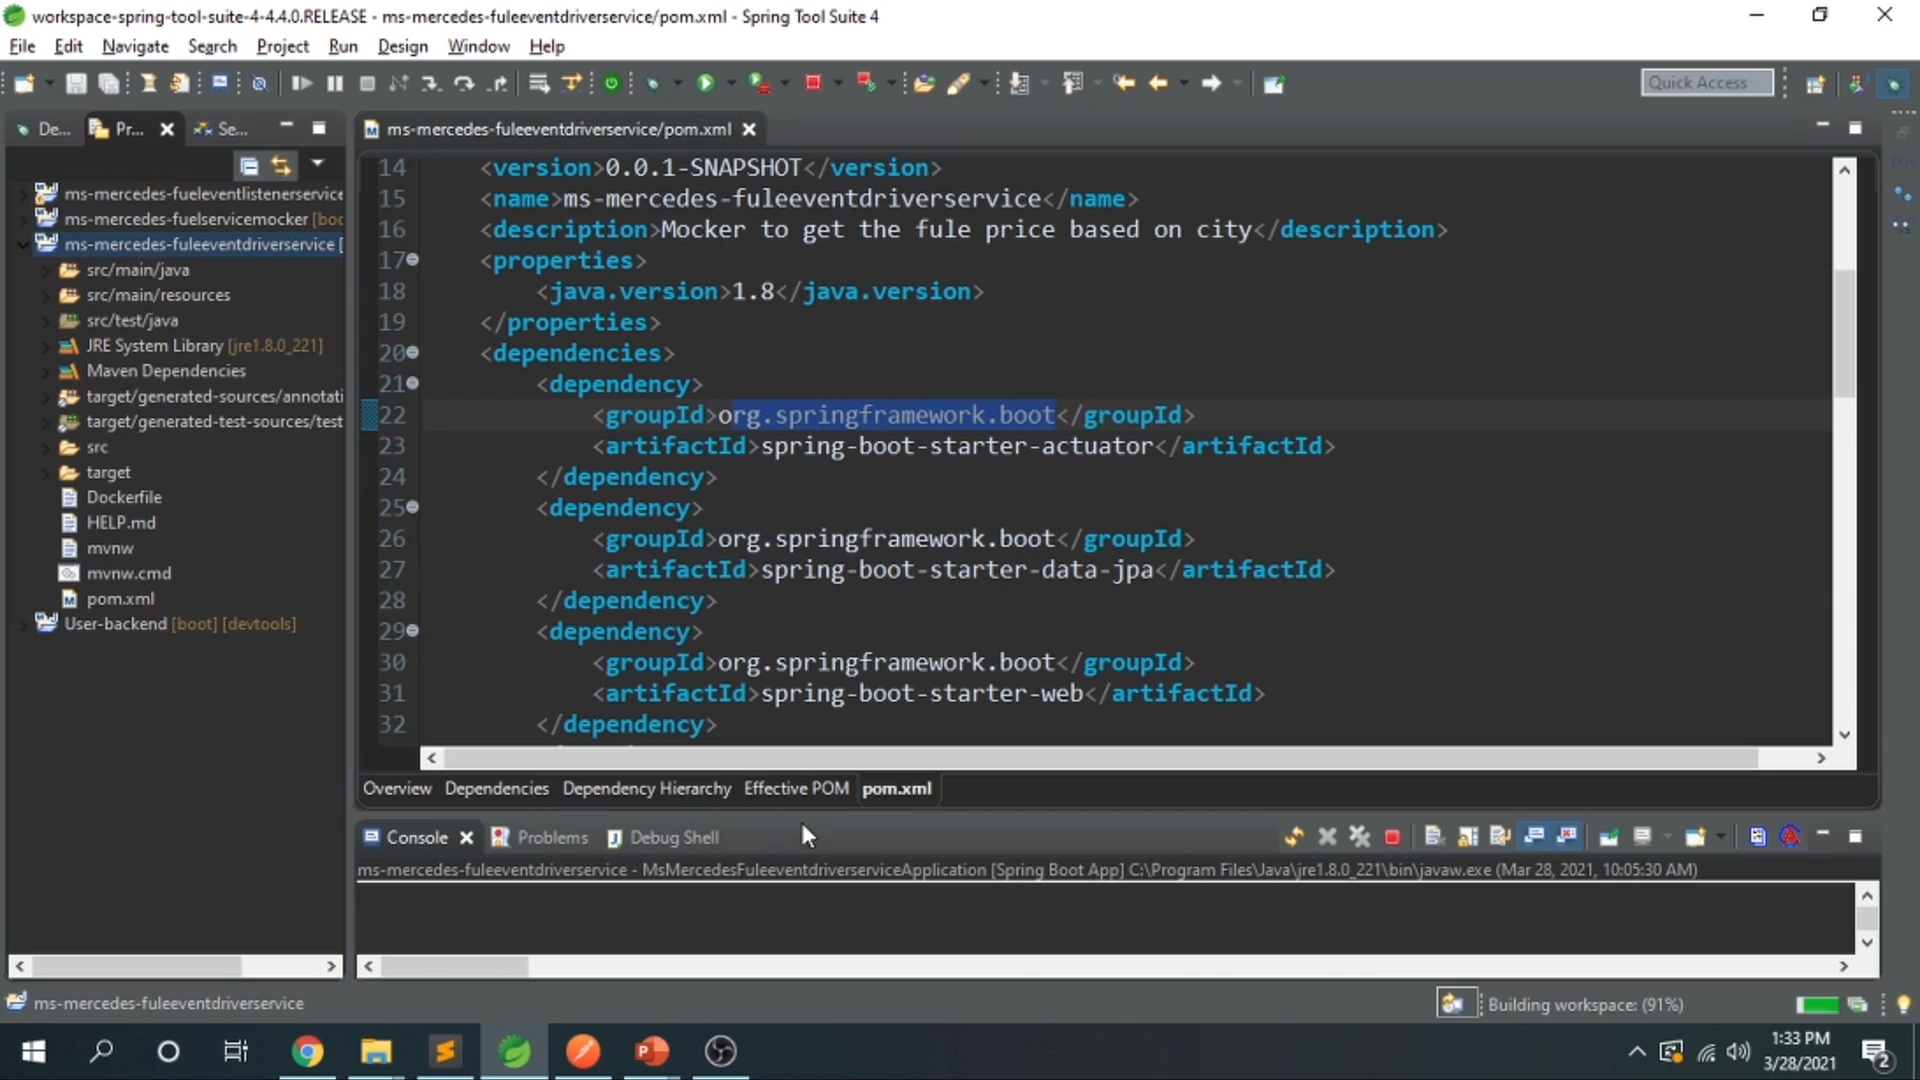 workspace-spring-tool-suite-4-4.4.0.RELEASE - ms-mercedes-fuleeventdriverservice/pom.xml - Spring Tool Suite 4
File Edit Navigate Search Project Run Design Window Help
Quick Access
De... Pr... Se...
ms-mercedes-fuleeventdriverservice/pom.xml
ms-mercedes-fueleventlistenerservice
ms-mercedes-fuelservicemocker [boo
ms-mercedes-fuleeventdriverservice [
src/main/java
src/main/resources
src/test/java
JRE System Library [jre1.8.0_221]
Maven Dependencies
target/generated-sources/annotati
target/generated-test-sources/test
src
target
Dockerfile
HELP.md
mvnw
mvnw.cmd
pom.xml
User-backend [boot] [devtools]
14 <version>0.0.1-SNAPSHOT</version>
15 <name>ms-mercedes-fuleeventdriverservice</name>
16 <description>Mocker to get the fule price based on city</description>
17 <properties>
18 <java.version>1.8</java.version>
19 </properties>
20 <dependencies>
21 <dependency>
22 <groupId>org.springframework.boot</groupId>
23 <artifactId>spring-boot-starter-actuator</artifactId>
24 </dependency>
25 <dependency>
26 <groupId>org.springframework.boot</groupId>
27 <artifactId>spring-boot-starter-data-jpa</artifactId>
28 </dependency>
29 <dependency>
30 <groupId>org.springframework.boot</groupId>
31 <artifactId>spring-boot-starter-web</artifactId>
32 </dependency>
Overview Dependencies Dependency Hierarchy Effective POM pom.xml
Console Problems Debug Shell
ms-mercedes-fuleeventdriverservice - MsMercedesFuleeventdriverserviceApplication [Spring Boot App] C:\Program Files\Java\jre1.8.0_221\bin\javaw.exe (Mar 28, 2021, 10:05:30 AM)
ms-mercedes-fuleeventdriverservice
Building workspace: (91%)
1:33 PM
3/28/2021
2